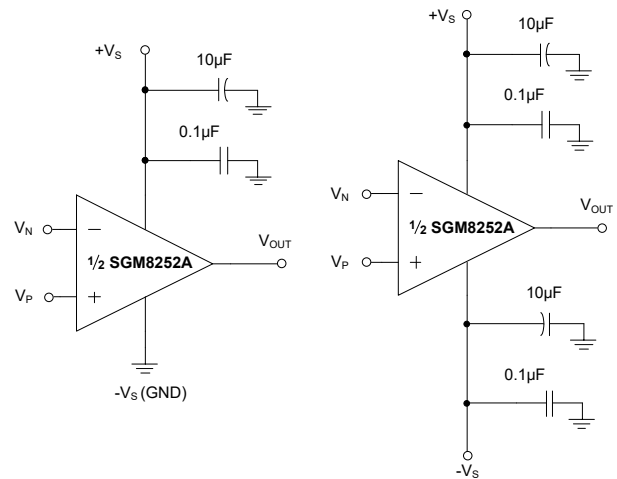 +VS
10µF
0.1µF
VN
VP
−
+
½ SGM8252A
VOUT
-VS (GND)
+VS
10µF
0.1µF
VN
VP
−
+
½ SGM8252A
VOUT
10µF
0.1µF
-VS